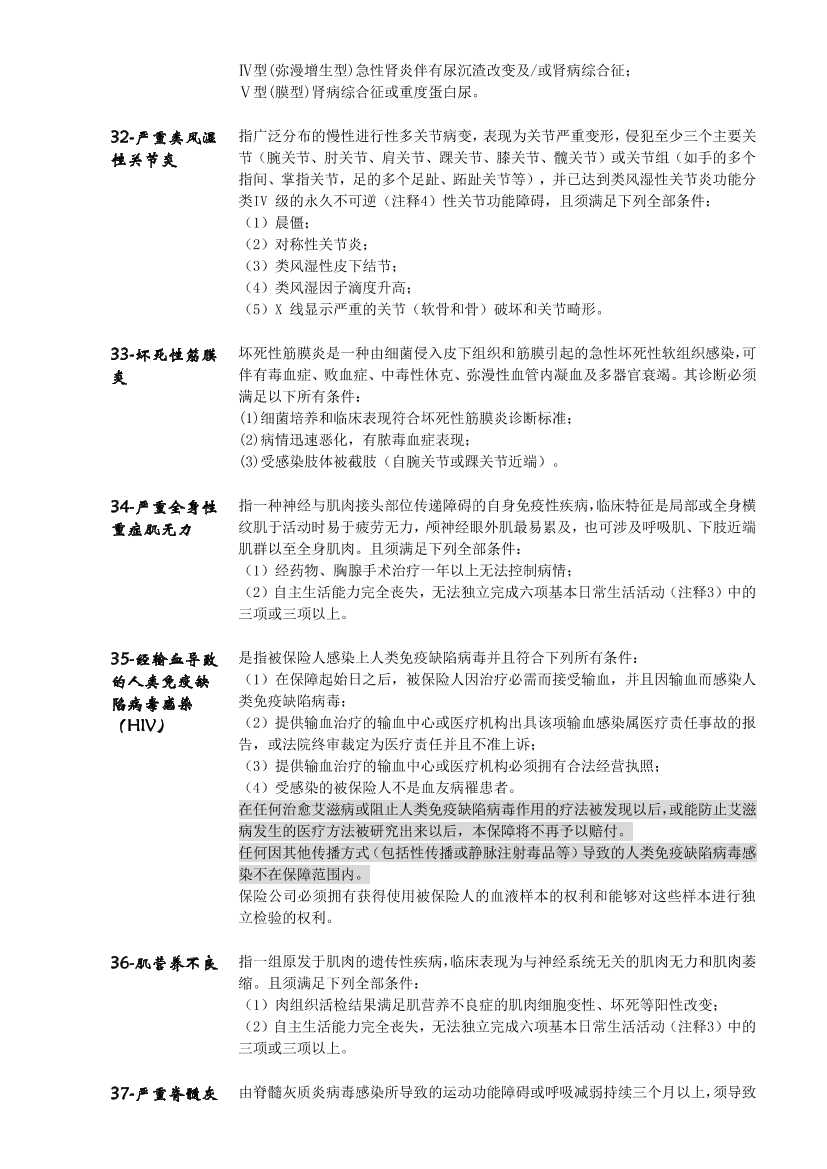 Ⅳ型(弥漫增生型)急性肾炎伴有尿沉渣改变及/或肾病综合征；
Ⅴ型(膜型)肾病综合征或重度蛋白尿。
32-严重类风湿
性关节炎
指广泛分布的慢性进行性多关节病变，表现为关节严重变形，侵犯至少三个主要关
节（腕关节、肘关节、肩关节、踝关节、膝关节、髋关节）或关节组（如手的多个
指间、掌指关节，足的多个足趾、跖趾关节等），并已达到类风湿性关节炎功能分
类IV 级的永久不可逆（注释4）性关节功能障碍，且须满足下列全部条件：
（1）晨僵；
（2）对称性关节炎；
（3）类风湿性皮下结节；
（4）类风湿因子滴度升高；
（5）X 线显示严重的关节（软骨和骨）破坏和关节畸形。
33-坏死性筋膜
炎
坏死性筋膜炎是一种由细菌侵入皮下组织和筋膜引起的急性坏死性软组织感染，可
伴有毒血症、败血症、中毒性休克、弥漫性血管内凝血及多器官衰竭。其诊断必须
满足以下所有条件：
(1)细菌培养和临床表现符合坏死性筋膜炎诊断标准；
(2)病情迅速恶化，有脓毒血症表现；
(3)受感染肢体被截肢（自腕关节或踝关节近端）。
34-严重全身性
重症肌无力
指一种神经与肌肉接头部位传递障碍的自身免疫性疾病，临床特征是局部或全身横
纹肌于活动时易于疲劳无力，颅神经眼外肌最易累及，也可涉及呼吸肌、下肢近端
肌群以至全身肌肉。且须满足下列全部条件：
（1）经药物、胸腺手术治疗一年以上无法控制病情；
（2）自主生活能力完全丧失，无法独立完成六项基本日常生活活动（注释3）中的
三项或三项以上。
35-经输血导致
的人类免疫缺
陷病毒感染
（HIV）
是指被保险人感染上人类免疫缺陷病毒并且符合下列所有条件：
（1）在保障起始日之后，被保险人因治疗必需而接受输血，并且因输血而感染人
类免疫缺陷病毒；
（2）提供输血治疗的输血中心或医疗机构出具该项输血感染属医疗责任事故的报
告，或法院终审裁定为医疗责任并且不准上诉；
（3）提供输血治疗的输血中心或医疗机构必须拥有合法经营执照；
（4）受感染的被保险人不是血友病罹患者。
在任何治愈艾滋病或阻止人类免疫缺陷病毒作用的疗法被发现以后，或能防止艾滋
病发生的医疗方法被研究出来以后，本保障将不再予以赔付。
任何因其他传播方式（包括性传播或静脉注射毒品等）导致的人类免疫缺陷病毒感
染不在保障范围内。
保险公司必须拥有获得使用被保险人的血液样本的权利和能够对这些样本进行独
立检验的权利。
36-肌营养不良
指一组原发于肌肉的遗传性疾病，临床表现为与神经系统无关的肌肉无力和肌肉萎
缩。且须满足下列全部条件：
（1）肉组织活检结果满足肌营养不良症的肌肉细胞变性、坏死等阳性改变；
（2）自主生活能力完全丧失，无法独立完成六项基本日常生活活动（注释3）中的
三项或三项以上。
37-严重脊髓灰
由脊髓灰质炎病毒感染所导致的运动功能障碍或呼吸减弱持续三个月以上，须导致